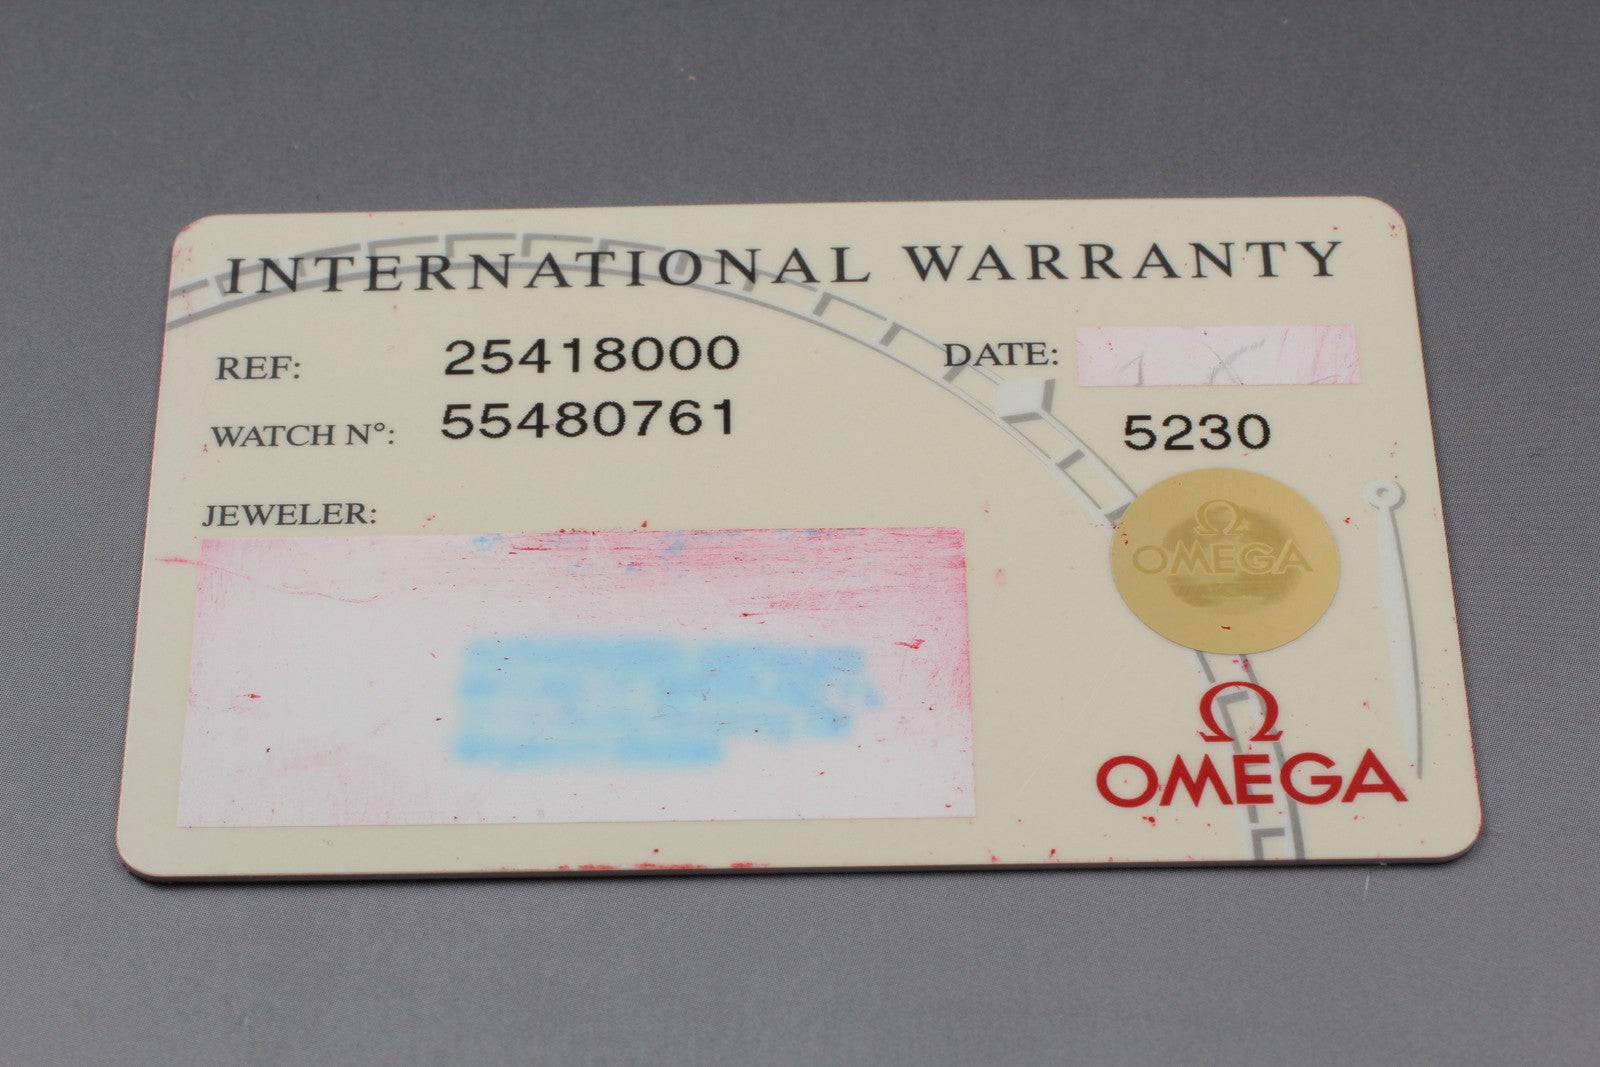 INTERNATIONAL WARRANTY
REF: 25418000
DATE:
WATCH N°: 55480761
5230
JEWELER:
Ω
OMEGA
Ω
OMEGA